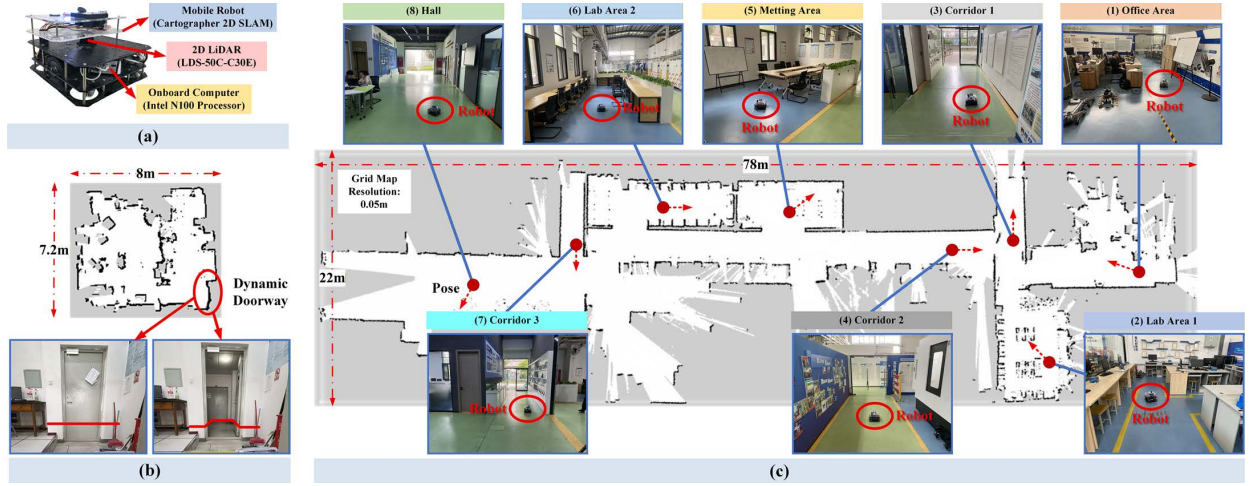 Mobile Robot
(Cartographer 2D SLAM)
2D LiDAR
(LDS-50C-C30E)
Onboard Computer
(Intel N100 Processor)
(a)
8m
7.2m
Dynamic
Doorway
(b)
(8) Hall
Robot
(6) Lab Area 2
Robot
(5) Metting Area
Robot
(3) Corridor 1
Robot
(1) Office Area
Robot
78m
Grid Map
Resolution:
0.05m
22m
Pose
(7) Corridor 3
Robot
(4) Corridor 2
Robot
(2) Lab Area 1
Robot
(c)